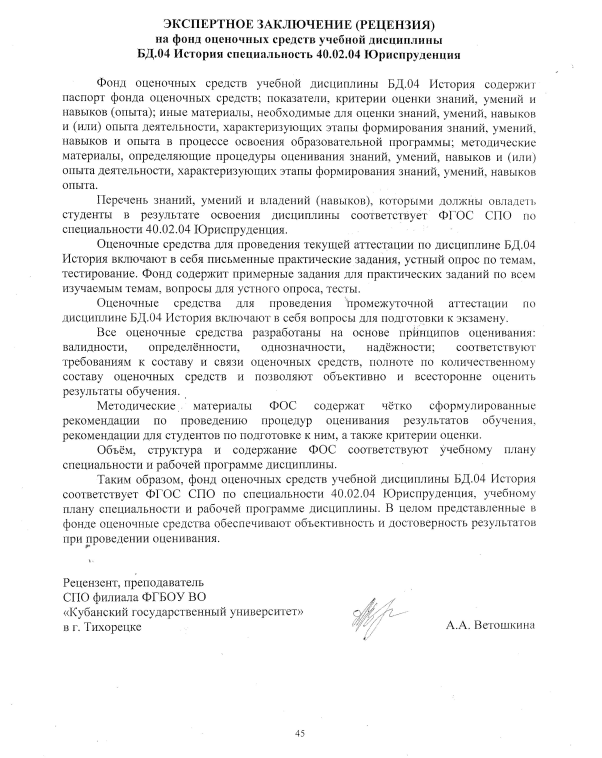 ЭКСПЕРТНОЕ ЗАКЛЮЧЕНИЕ (РЕЦЕНЗИЯ)
на фонд оценочных средств учебной дисциплины
БД.04 История специальность 40.02.04 Юриспруденция
Фонд оценочных средств учебной дисциплины БД.04 История содержит
паспорт фонда оценочных средств; показатели, критерии оценки знаний, умений и
навыков (опыта); иные материалы, необходимые для оценки знаний, умений, навыков
и (или) опыта деятельности, характеризующих этапы формирования знаний, умений,
навыков и опыта в процессе освоения образовательной программы; методические
материалы, определяющие процедуры оценивания знаний, умений, навыков и (или)
опыта деятельности, характеризующих этапы формирования знаний, умений, навыков
опыта.
Перечень знаний, умений и владений (навыков), которыми должны овладеть
студенты в результате освоения дисциплины соответствует ФГОС СПО по
специальности 40.02.04 Юриспруденция.
Оценочные средства для проведения текущей аттестации по дисциплине БД.04
История включают в себя письменные практические задания, устный опрос по темам,
тестирование. Фонд содержит примерные задания для практических заданий по всем
изучаемым темам, вопросы для устного опроса, тесты.
Оценочные средства для проведения промежуточной аттестации по
дисциплине БД.04 История включают в себя вопросы для подготовки к экзамену.
Все оценочные средства разработаны на основе принципов оценивания:
валидности, определённости, однозначности, надёжности; соответствуют
требованиям к составу и связи оценочных средств, полноте по количественному
составу оценочных средств и позволяют объективно и всесторонне оценить
результаты обучения.
Методические материалы ФОС содержат чётко сформулированные
рекомендации по проведению процедур оценивания результатов обучения,
рекомендации для студентов по подготовке к ним, а также критерии оценки.
Объём, структура и содержание ФОС соответствуют учебному плану
специальности и рабочей программе дисциплины.
Таким образом, фонд оценочных средств учебной дисциплины БД.04 История
соответствует ФГОС СПО по специальности 40.02.04 Юриспруденция, учебному
плану специальности и рабочей программе дисциплины. В целом представленные в
фонде оценочные средства обеспечивают объективность и достоверность результатов
при проведении оценивания.
Рецензент, преподаватель
СПО филиала ФГБОУ ВО
«Кубанский государственный университет»
в г. Тихорецке
А.А. Ветошкина
45